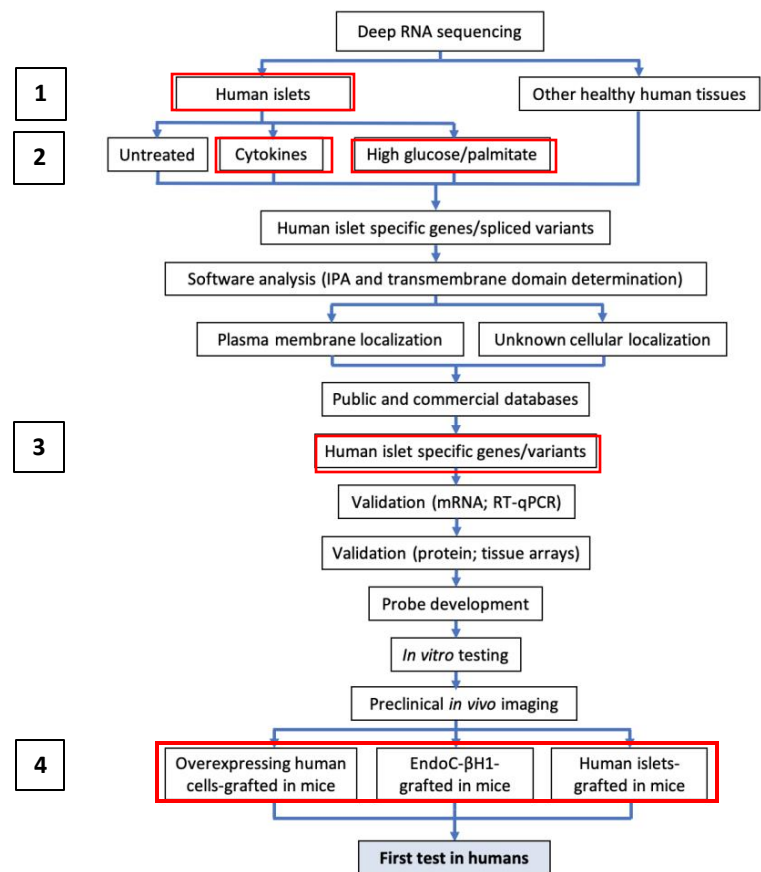 Deep RNA sequencing
1
Human islets
Other healthy human tissues
2
Untreated
Cytokines
High glucose/palmitate
Human islet specific genes/spliced variants
Software analysis (IPA and transmembrane domain determination)
Plasma membrane localization
Unknown cellular localization
Public and commercial databases
3
Human islet specific genes/variants
Validation (mRNA; RT-qPCR)
Validation (protein; tissue arrays)
Probe development
In vitro testing
Preclinical in vivo imaging
4
Overexpressing human
cells-grafted in mice
EndoC-βH1-
grafted in mice
Human islets-
grafted in mice
First test in humans